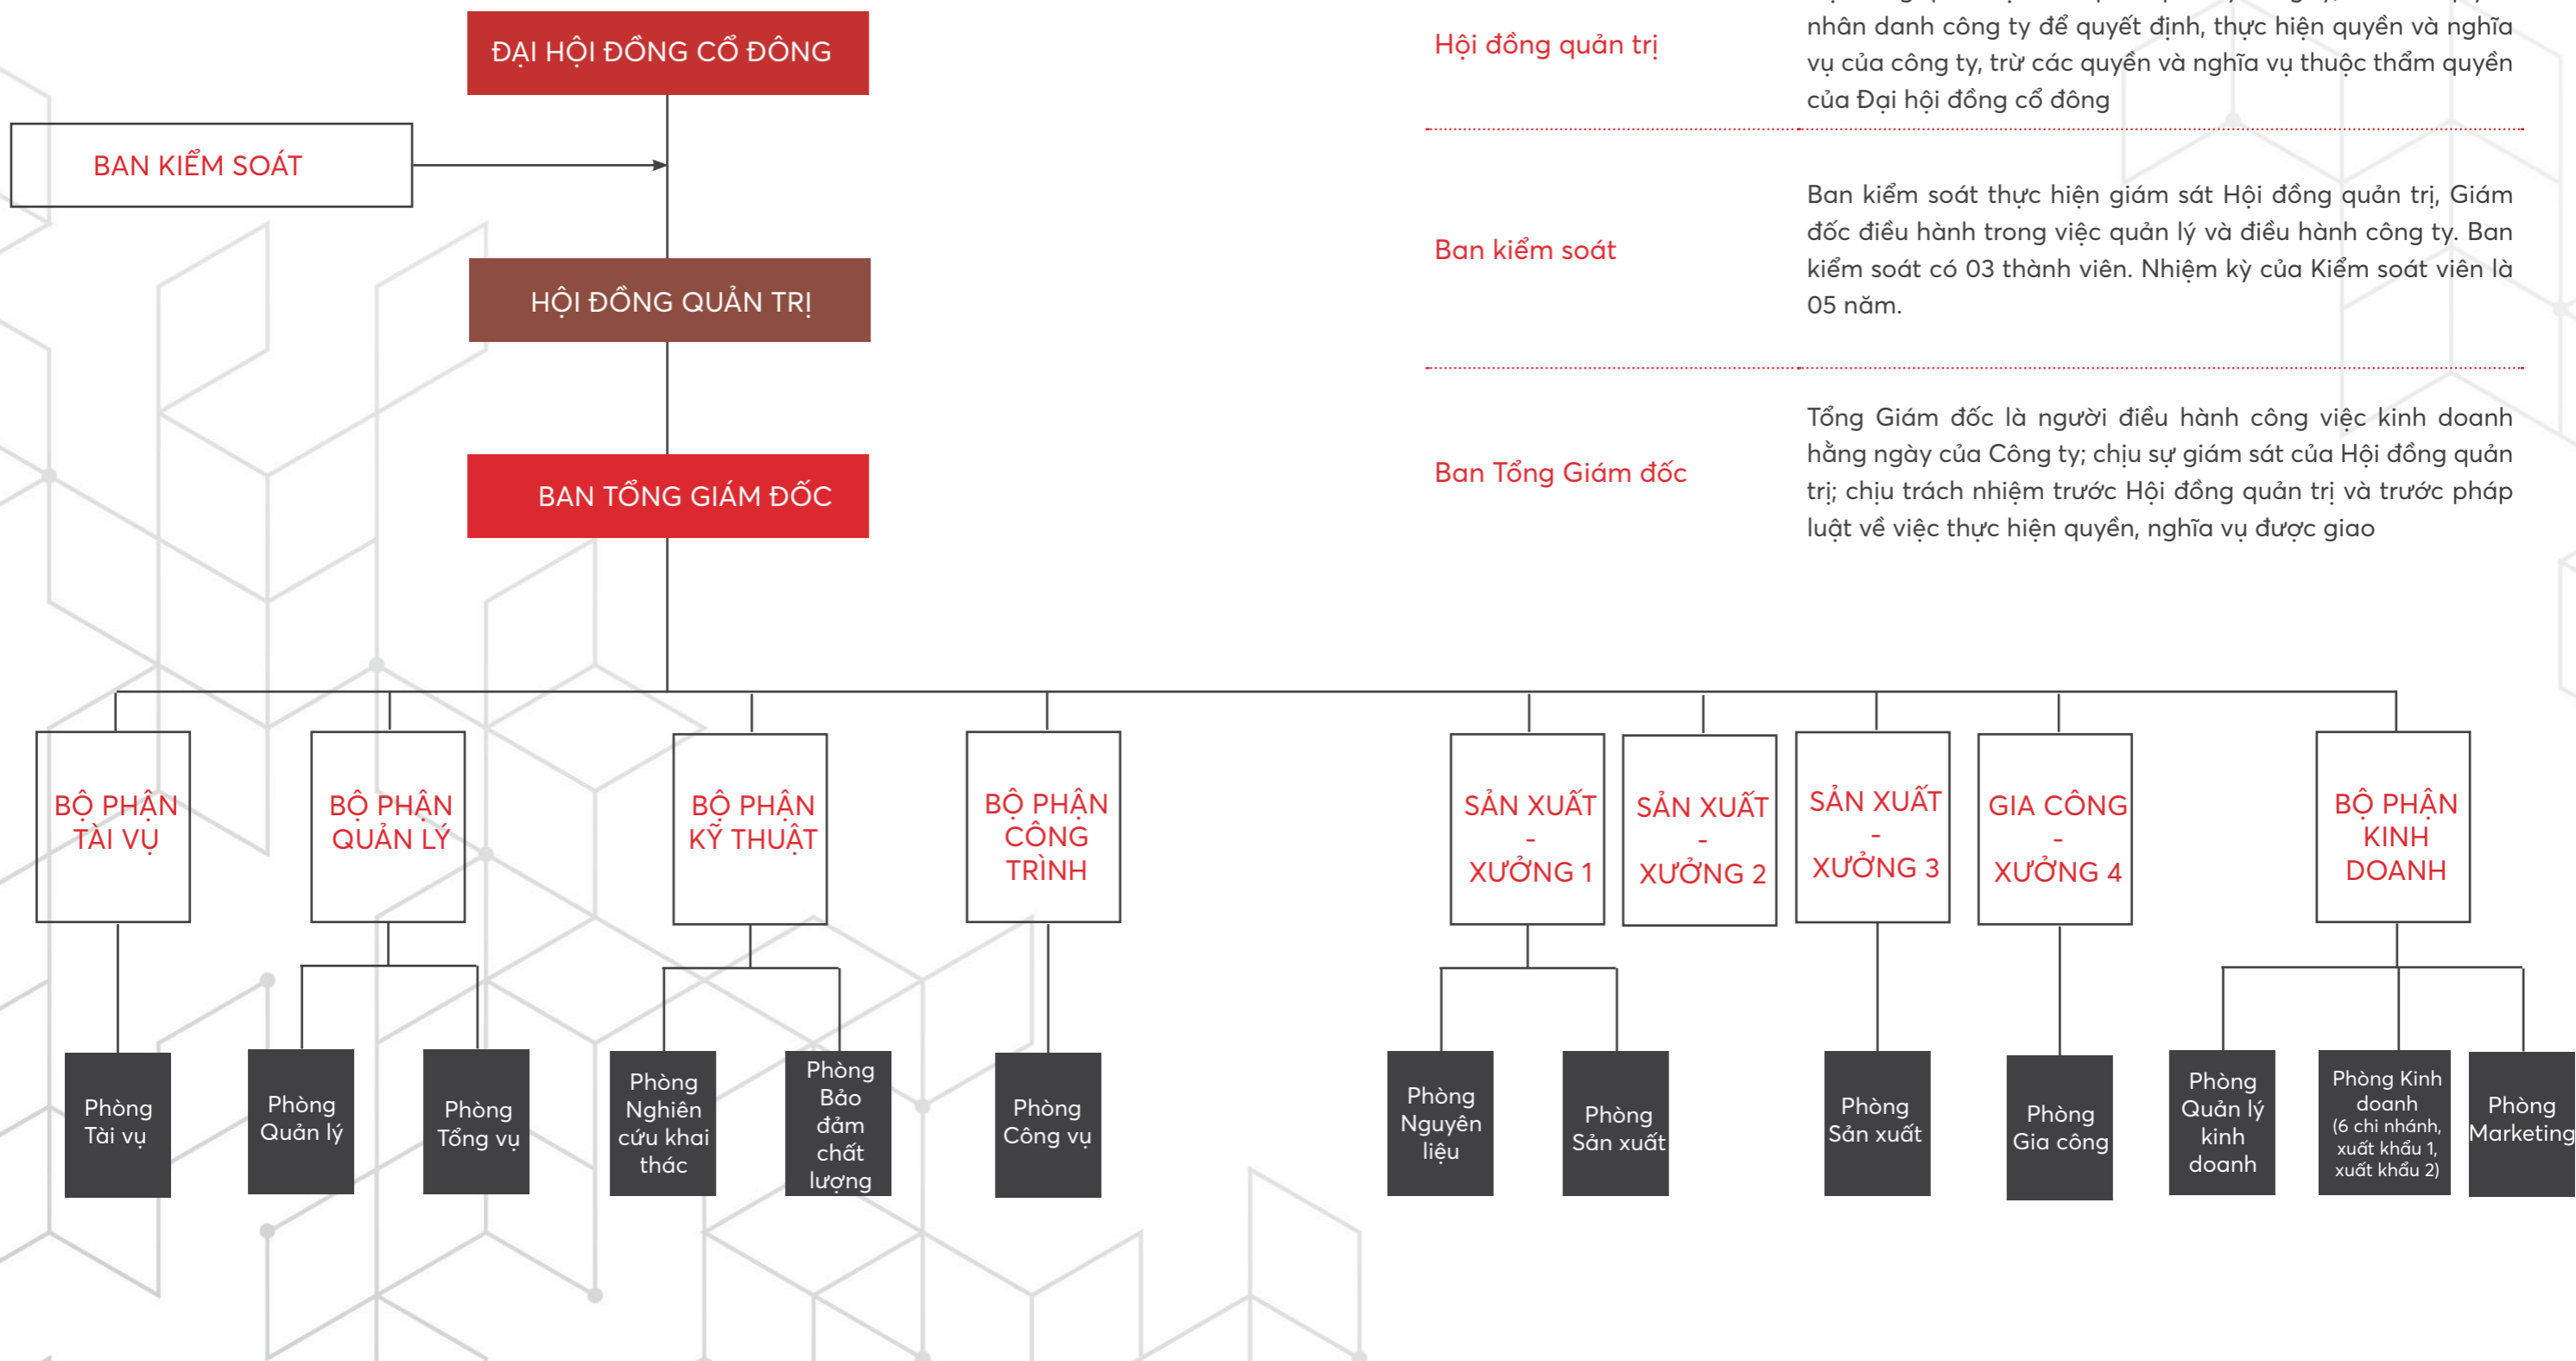 ĐẠI HỘI ĐỒNG CỔ ĐÔNG
BAN KIỂM SOÁT
HỘI ĐỒNG QUẢN TRỊ
BAN TỔNG GIÁM ĐỐC
Hội đồng quản trị
nhân danh công ty để quyết định, thực hiện quyền và nghĩa
vụ của công ty, trừ các quyền và nghĩa vụ thuộc thẩm quyền
của Đại hội đồng cổ đông
Ban kiểm soát
Ban kiểm soát thực hiện giám sát Hội đồng quản trị, Giám
đốc điều hành trong việc quản lý và điều hành công ty. Ban
kiểm soát có 03 thành viên. Nhiệm kỳ của Kiểm soát viên là
05 năm.
Ban Tổng Giám đốc
Tổng Giám đốc là người điều hành công việc kinh doanh
hằng ngày của Công ty; chịu sự giám sát của Hội đồng quản
trị; chịu trách nhiệm trước Hội đồng quản trị và trước pháp
luật về việc thực hiện quyền, nghĩa vụ được giao
BỘ PHẬN
TÀI VỤ
BỘ PHẬN
QUẢN LÝ
BỘ PHẬN
KỸ THUẬT
BỘ PHẬN
CÔNG
TRÌNH
SẢN XUẤT
-
XƯỞNG 1
SẢN XUẤT
-
XƯỞNG 2
SẢN XUẤT
-
XƯỞNG 3
GIA CÔNG
-
XƯỞNG 4
BỘ PHẬN
KINH
DOANH
Phòng
Tài vụ
Phòng
Quản lý
Phòng
Tổng vụ
Phòng
Nghiên
cứu khai
thác
Phòng
Bảo
đảm
chất
lượng
Phòng
Công vụ
Phòng
Nguyên
liệu
Phòng
Sản xuất
Phòng
Sản xuất
Phòng
Gia công
Phòng
Quản lý
kinh
doanh
Phòng Kinh
doanh
(6 chi nhánh,
xuất khẩu 1,
xuất khẩu 2)
Phòng
Marketing